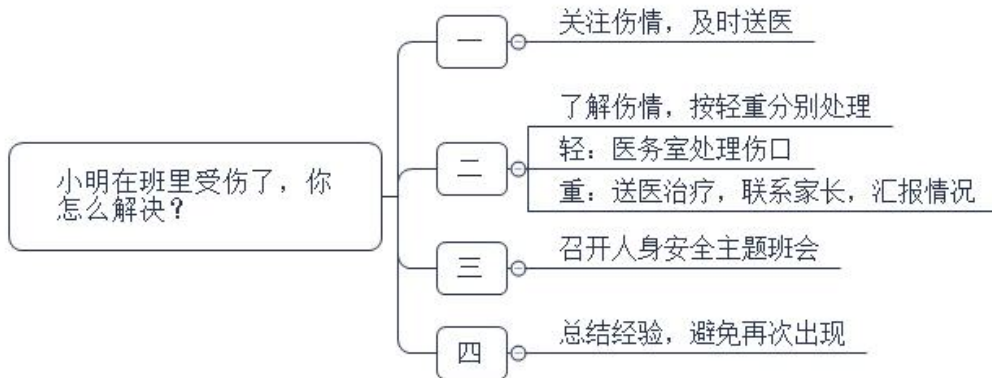 小明在班里受伤了，你
怎么解决？
一
关注伤情，及时送医
二
了解伤情，按轻重分别处理
轻：医务室处理伤口
重：送医治疗，联系家长，汇报情况
三
召开人身安全主题班会
四
总结经验，避免再次出现